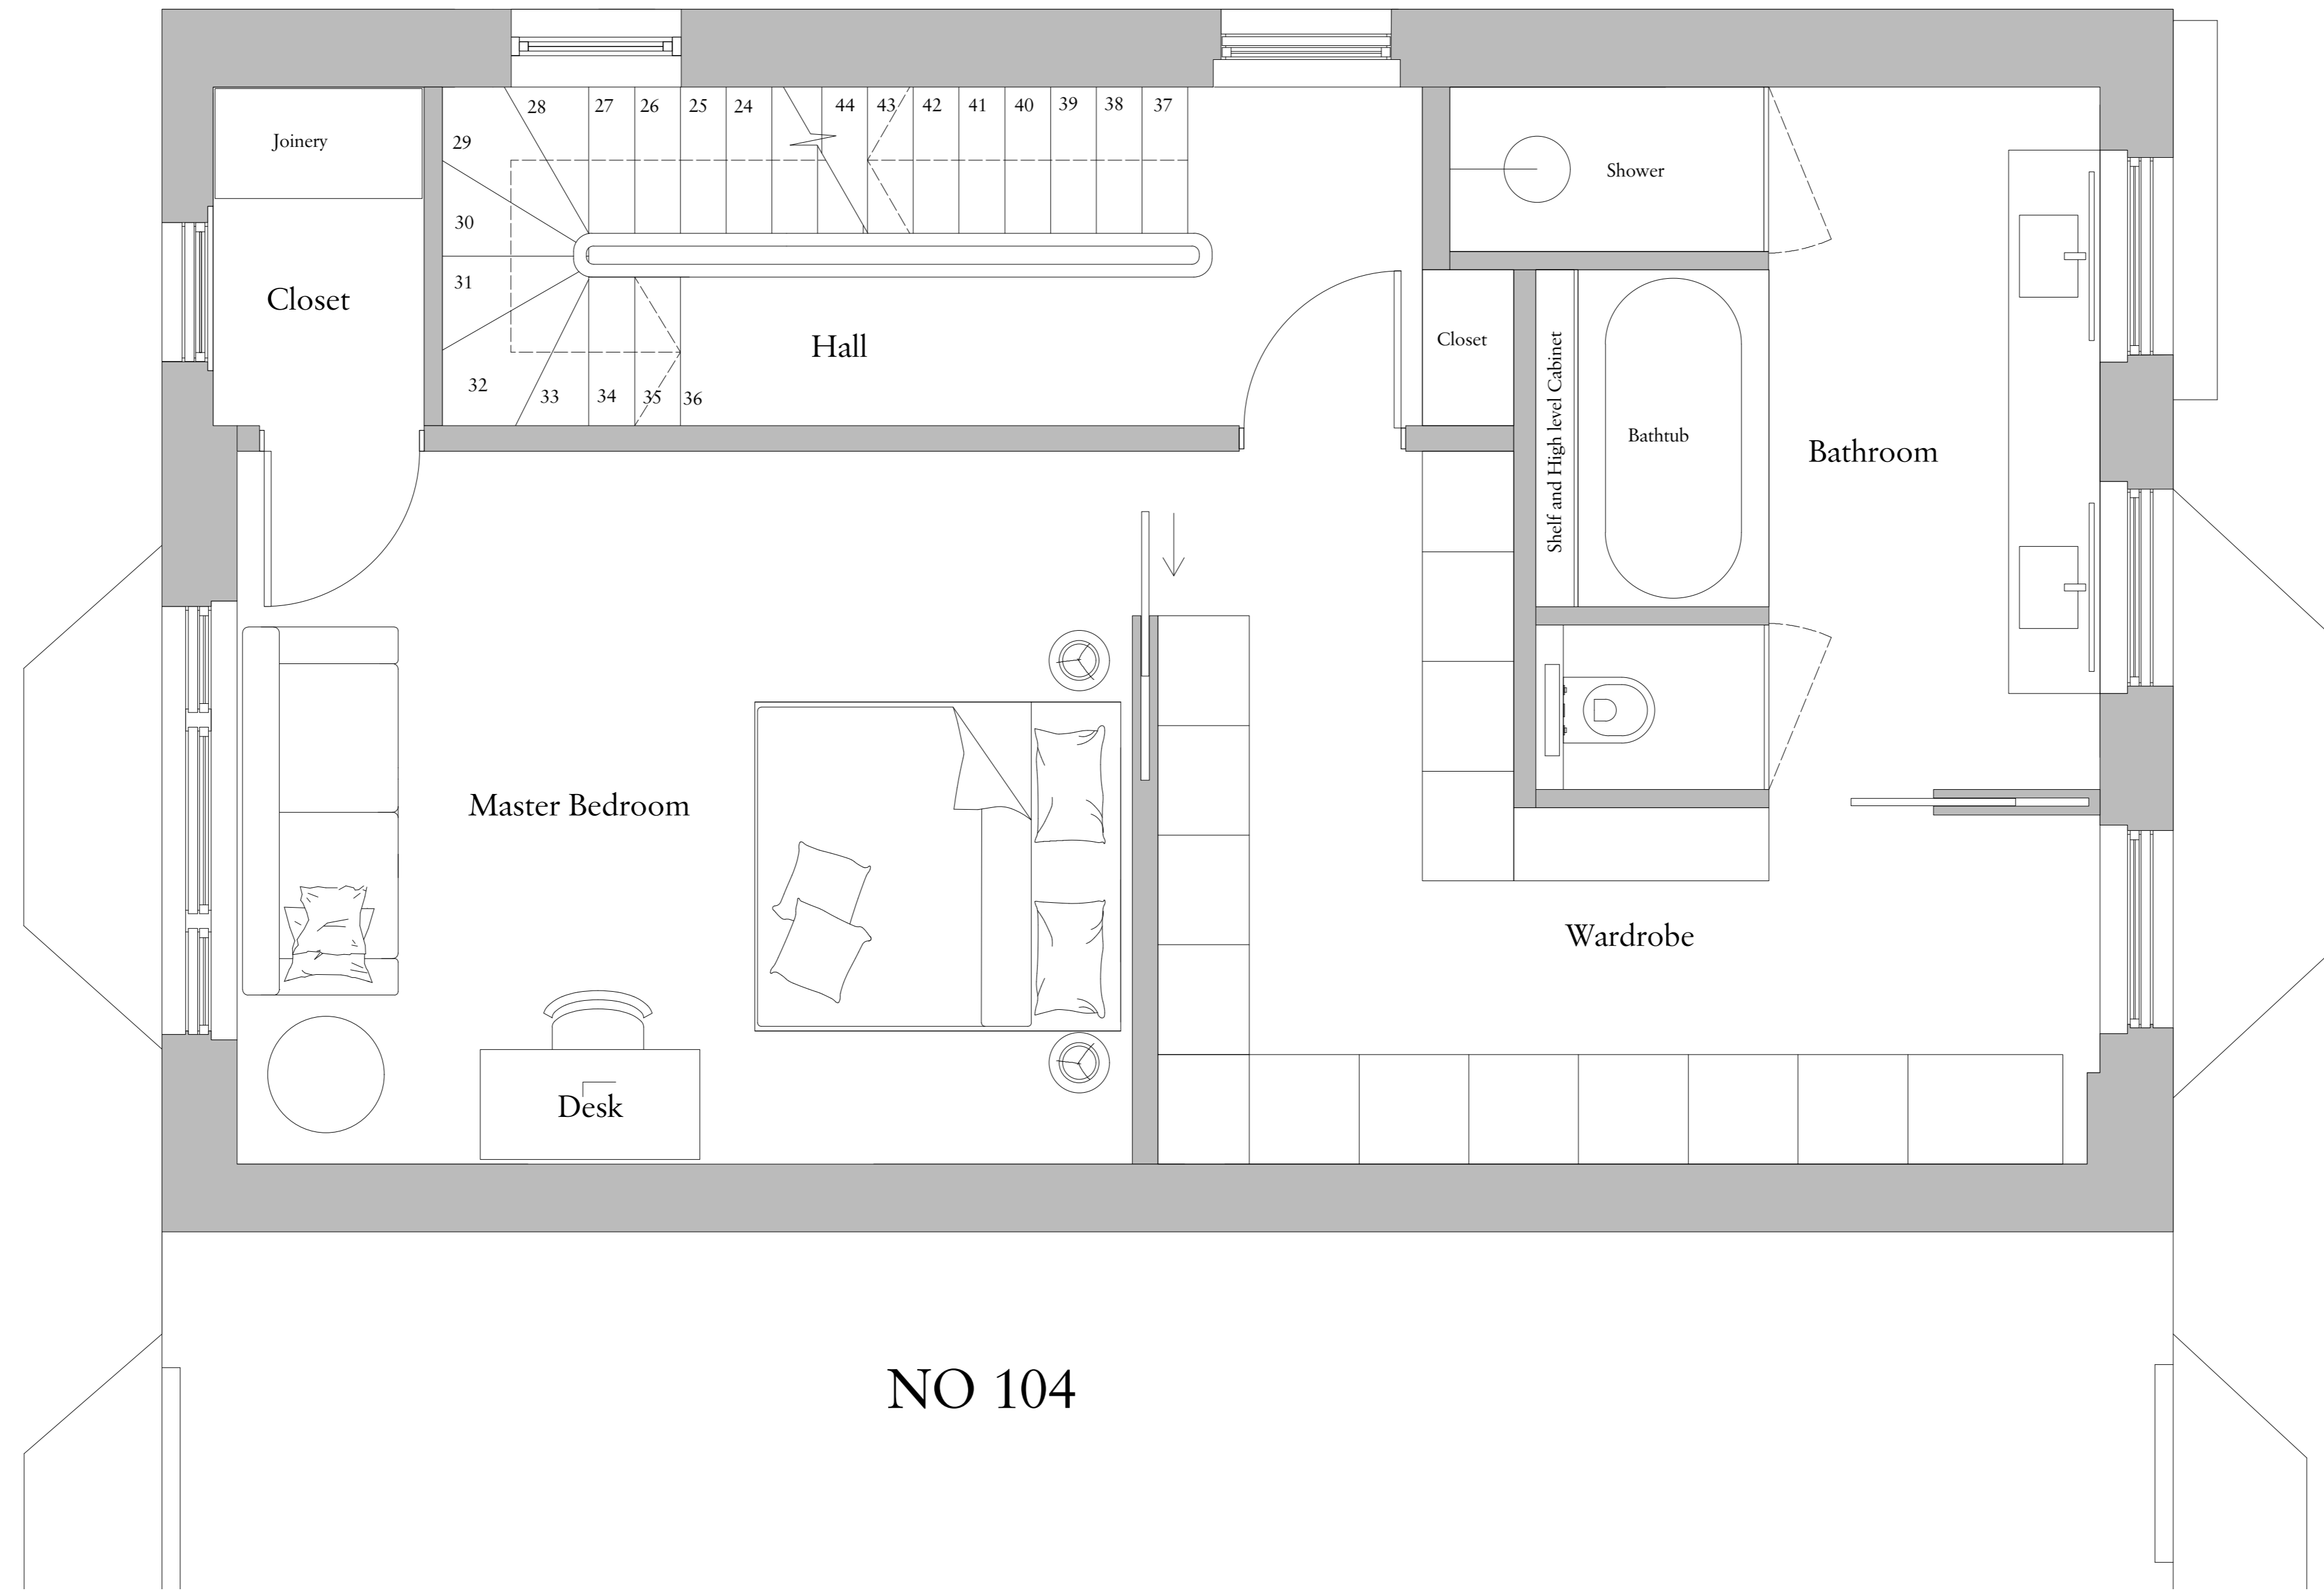 28
27
26
25
24
44
43
42
41
40
39
38
37
29
Joinery
Shower
30
31
Closet
Hall
Closet
32
33
34
35
36
Shelf and High level Cabinet
Bathtub
Bathroom
Master Bedroom
Wardrobe
Desk
NO 104